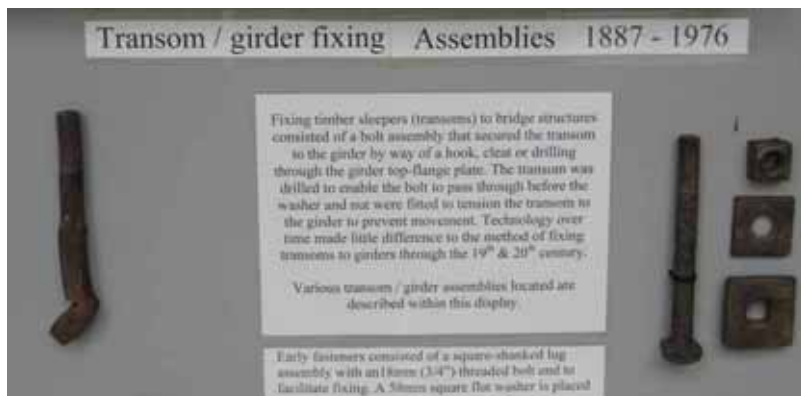 Transom / girder fixing Assemblies 1887 - 1976
Fixing timber sleepers (transoms) to bridge structures
consisted of a bolt assembly that secured the transom
to the girder by way of a hook, cleat or drilling
through the girder top-flange plate. The transom was
drilled to enable the bolt to pass through before the
washer and nut were fitted to tension the transom to
the girder to prevent movement. Technology over
time made little difference to the method of fixing
transoms to girders through the 19th & 20th century.
Various transom / girder assemblies located are
described within this display.
Early fasteners consisted of a square-shanked lug
assembly with an18mm (3/4") threaded bolt end to
facilitate fixing. A 50mm square flat washer is placed